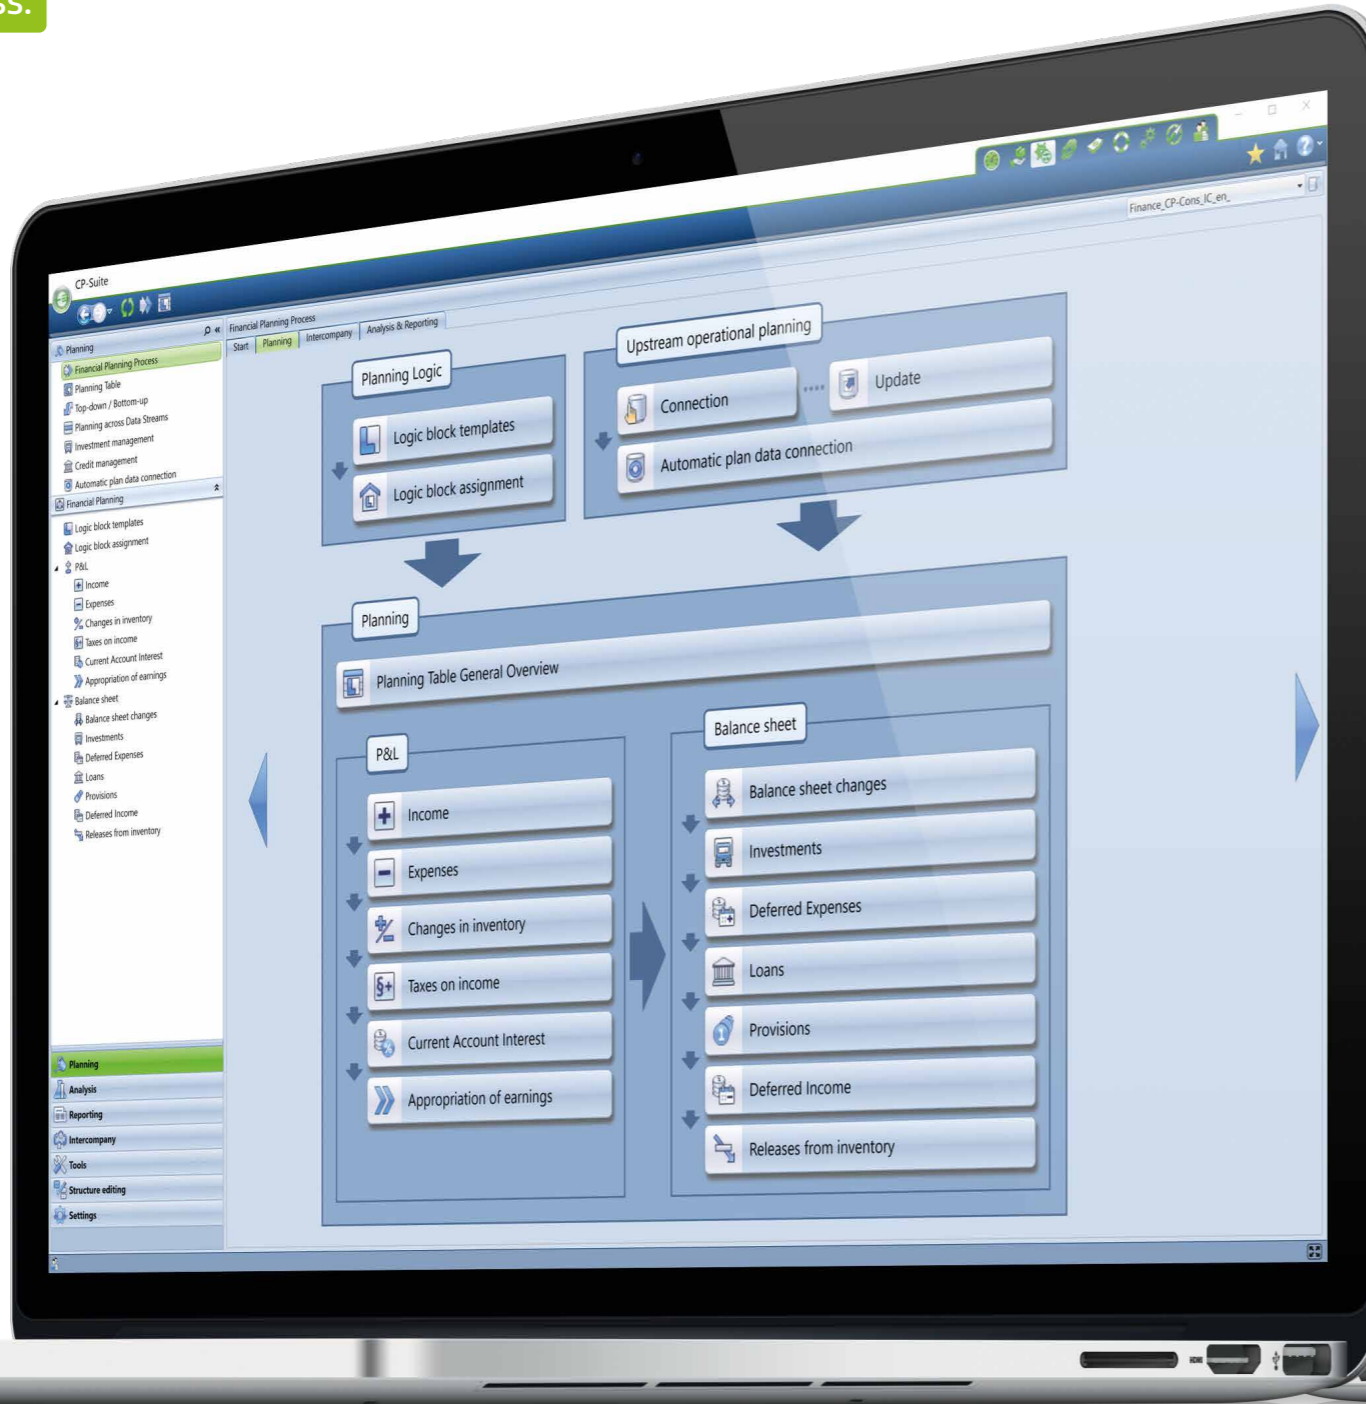 ss.
CP-Suite
Finance_CP-Cons_IC_en_
Planning
Financial Planning Process
Planning Table
Top-down / Bottom-up
Planning across Data Streams
Investment management
Credit management
Automatic plan data connection
Financial Planning
Logic block templates
Logic block assignment
P&L
Income
Expenses
Changes in inventory
Taxes on income
Current Account Interest
Appropriation of earnings
Balance sheet
Balance sheet changes
Investments
Deferred Expenses
Loans
Provisions
Deferred Income
Releases from inventory
Planning
Analysis
Reporting
Intercompany
Tools
Structure editing
Settings
Financial Planning Process
Start Planning Intercompany Analysis & Reporting
Planning Logic
Logic block templates
Logic block assignment
Upstream operational planning
Connection
Update
Automatic plan data connection
Planning
Planning Table General Overview
P&L
Income
Expenses
Changes in inventory
Taxes on income
Current Account Interest
Appropriation of earnings
Balance sheet
Balance sheet changes
Investments
Deferred Expenses
Loans
Provisions
Deferred Income
Releases from inventory
HDMI